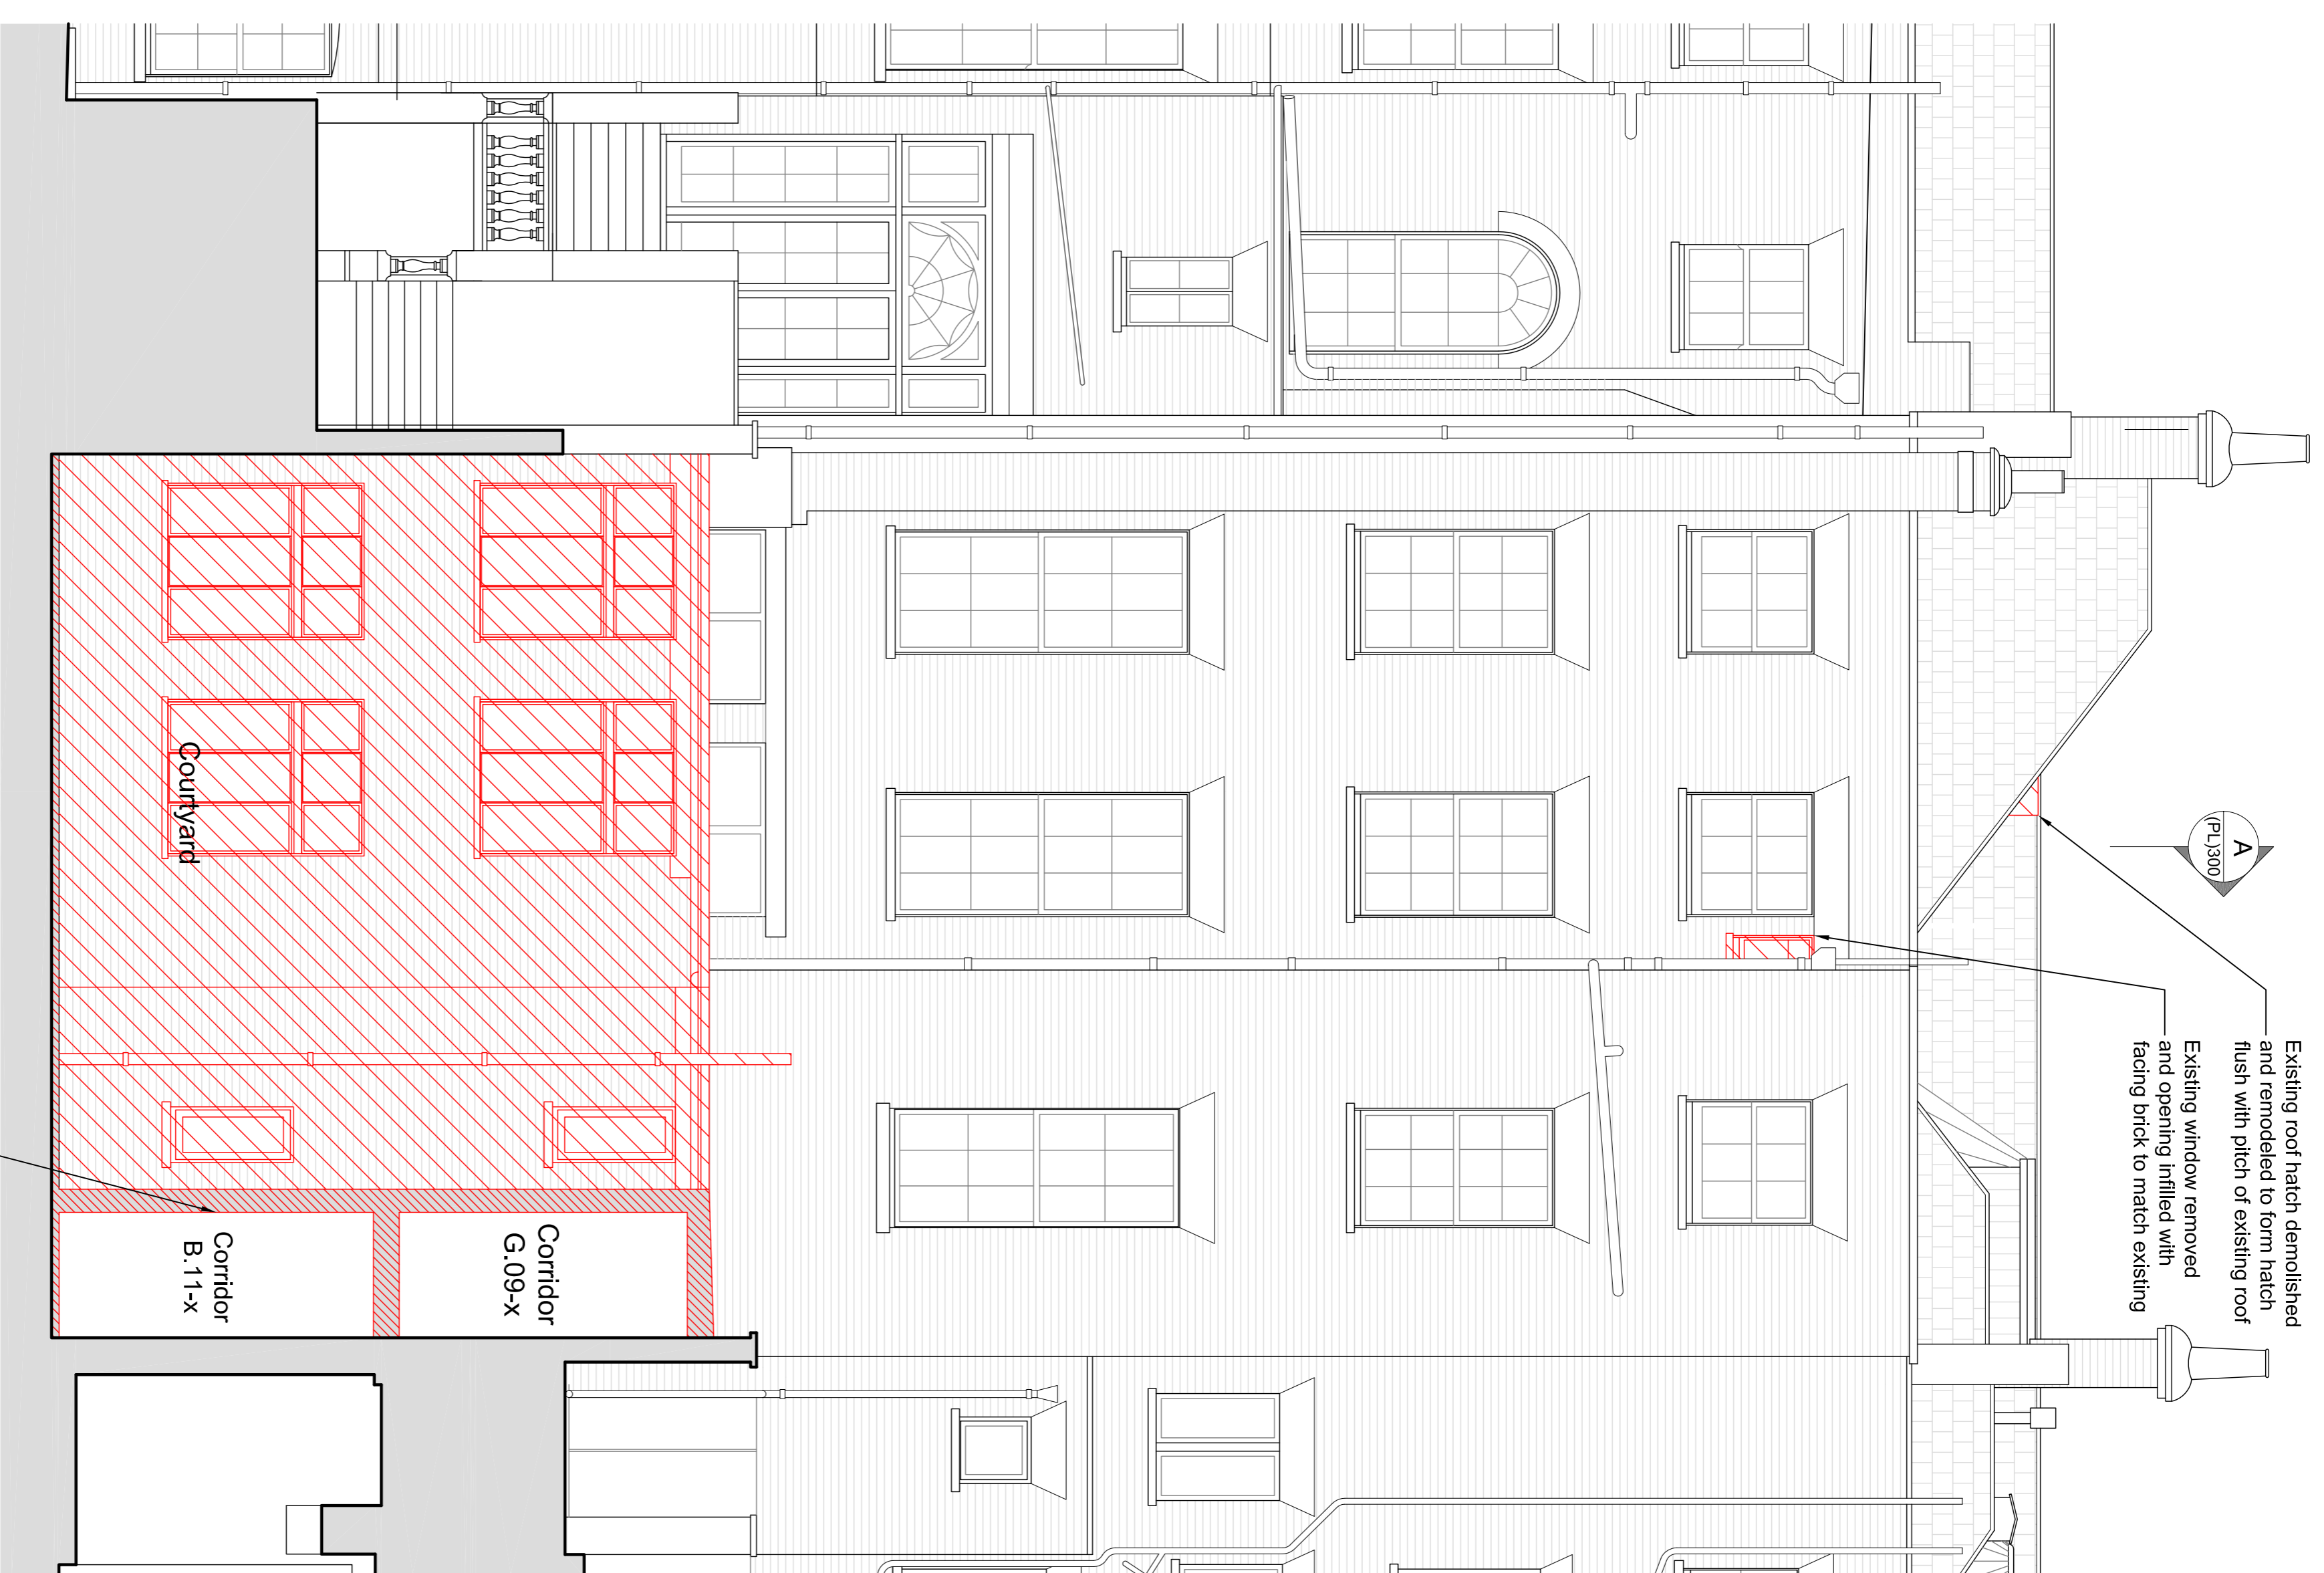 Existing roof hatch demolished
and remodeled to form hatch
flush with pitch of existing roof
A
(PL)300
Existing window removed
and opening infilled with
facing brick to match existing
Courtyard
Corridor
G.09-x
Corridor
B.11-x